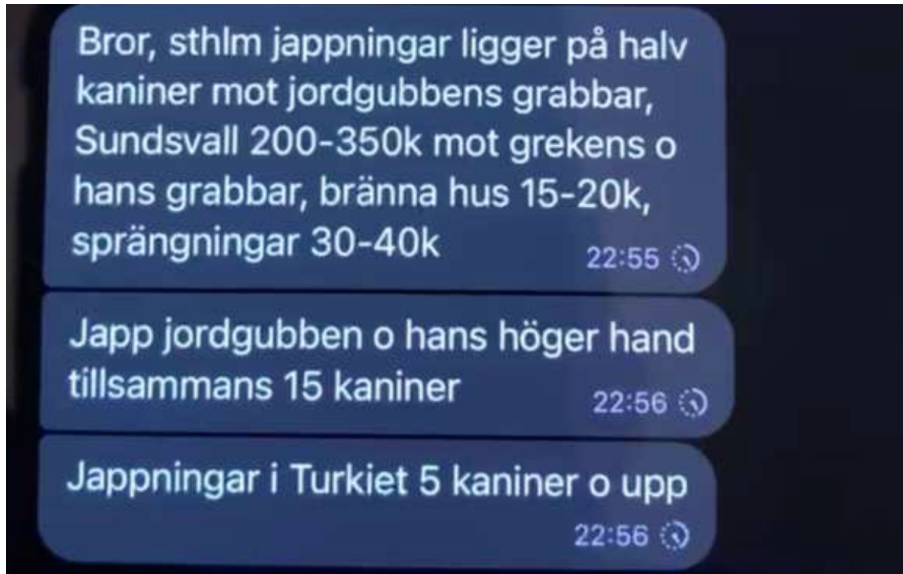 Bror, sthlm jappningar ligger på halv
kaniner mot jordgubbens grabbar,
Sundsvall 200-350k mot grekens o
hans grabbar, bränna hus 15-20k,
sprängningar 30-40k
22:55
Japp jordgubben o hans höger hand
tillsammans 15 kaniner
22:56
Jappningar i Turkiet 5 kaniner o upp
22:56